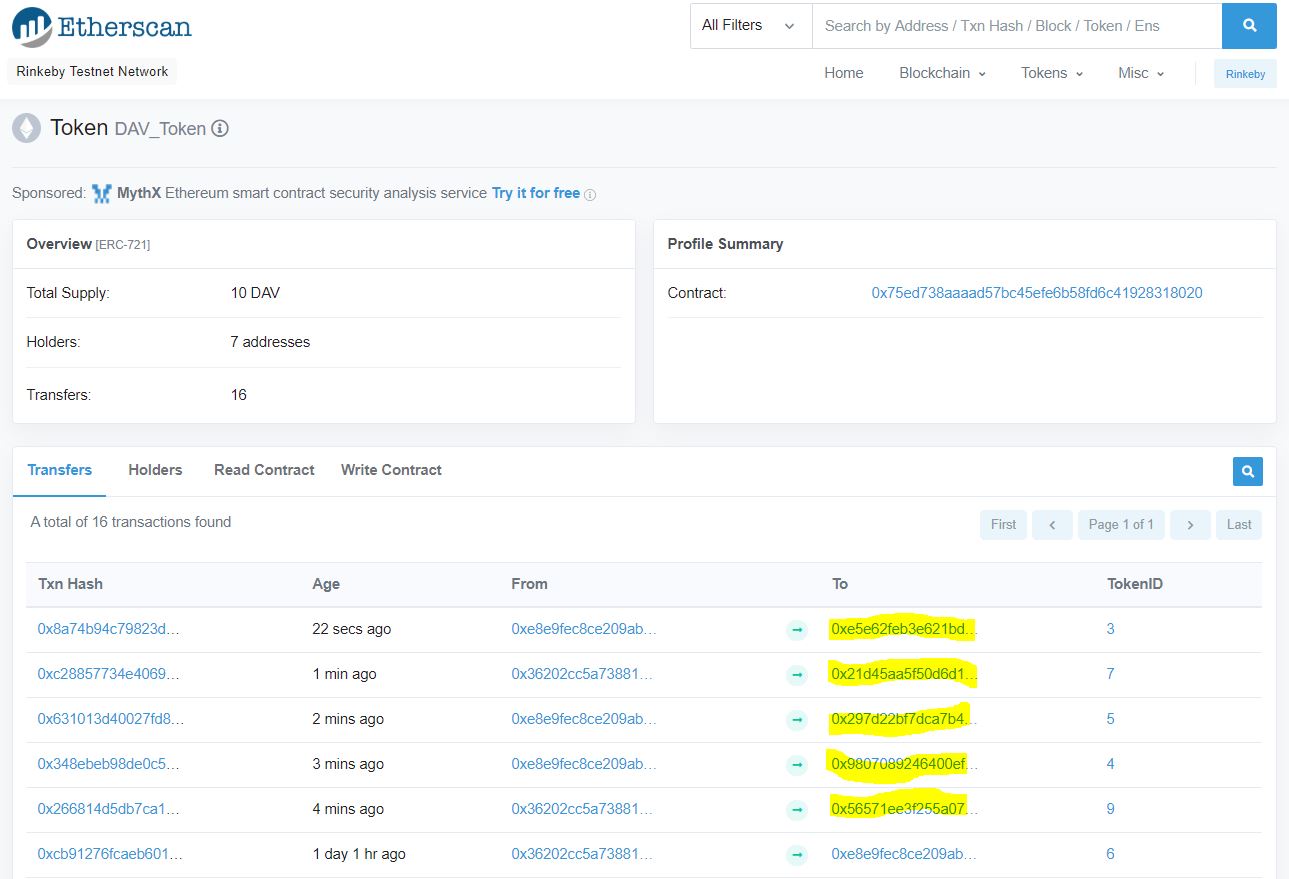 Etherscan
All Filters
Search by Address / Txn Hash / Block / Token / Ens
Rinkeby Testnet Network
Home Blockchain Tokens Misc Rinkeby
Token DAV_Token
Sponsored: MythX Ethereum smart contract security analysis service Try it for free
Overview [ERC-721]
Total Supply: 10 DAV
Holders: 7 addresses
Transfers: 16
Profile Summary
Contract: 0x75ed738aaaad57bc45efe6b58fd6c41928318020
Transfers Holders Read Contract Write Contract
A total of 16 transactions found
First < Page 1 of 1 > Last
Txn Hash Age From To TokenID
0x8a74b94c79823d... 22 secs ago 0xe8e9fec8ce209ab... 0xe5e62feb3e621bd... 3
0xc28857734e4069... 1 min ago 0x36202cc5a73881... 0x21d45aa5f50d6d1... 7
0x631013d40027fd8... 2 mins ago 0xe8e9fec8ce209ab... 0x297d22bf7dca7b4... 5
0x348ebeb98de0c5... 3 mins ago 0xe8e9fec8ce209ab... 0x9807089246400ef... 4
0x266814d5db7ca1... 4 mins ago 0x36202cc5a73881... 0x56571ee3f255a07... 9
0xcb91276fcaeb601... 1 day 1 hr ago 0x36202cc5a73881... 0xe8e9fec8ce209ab... 6